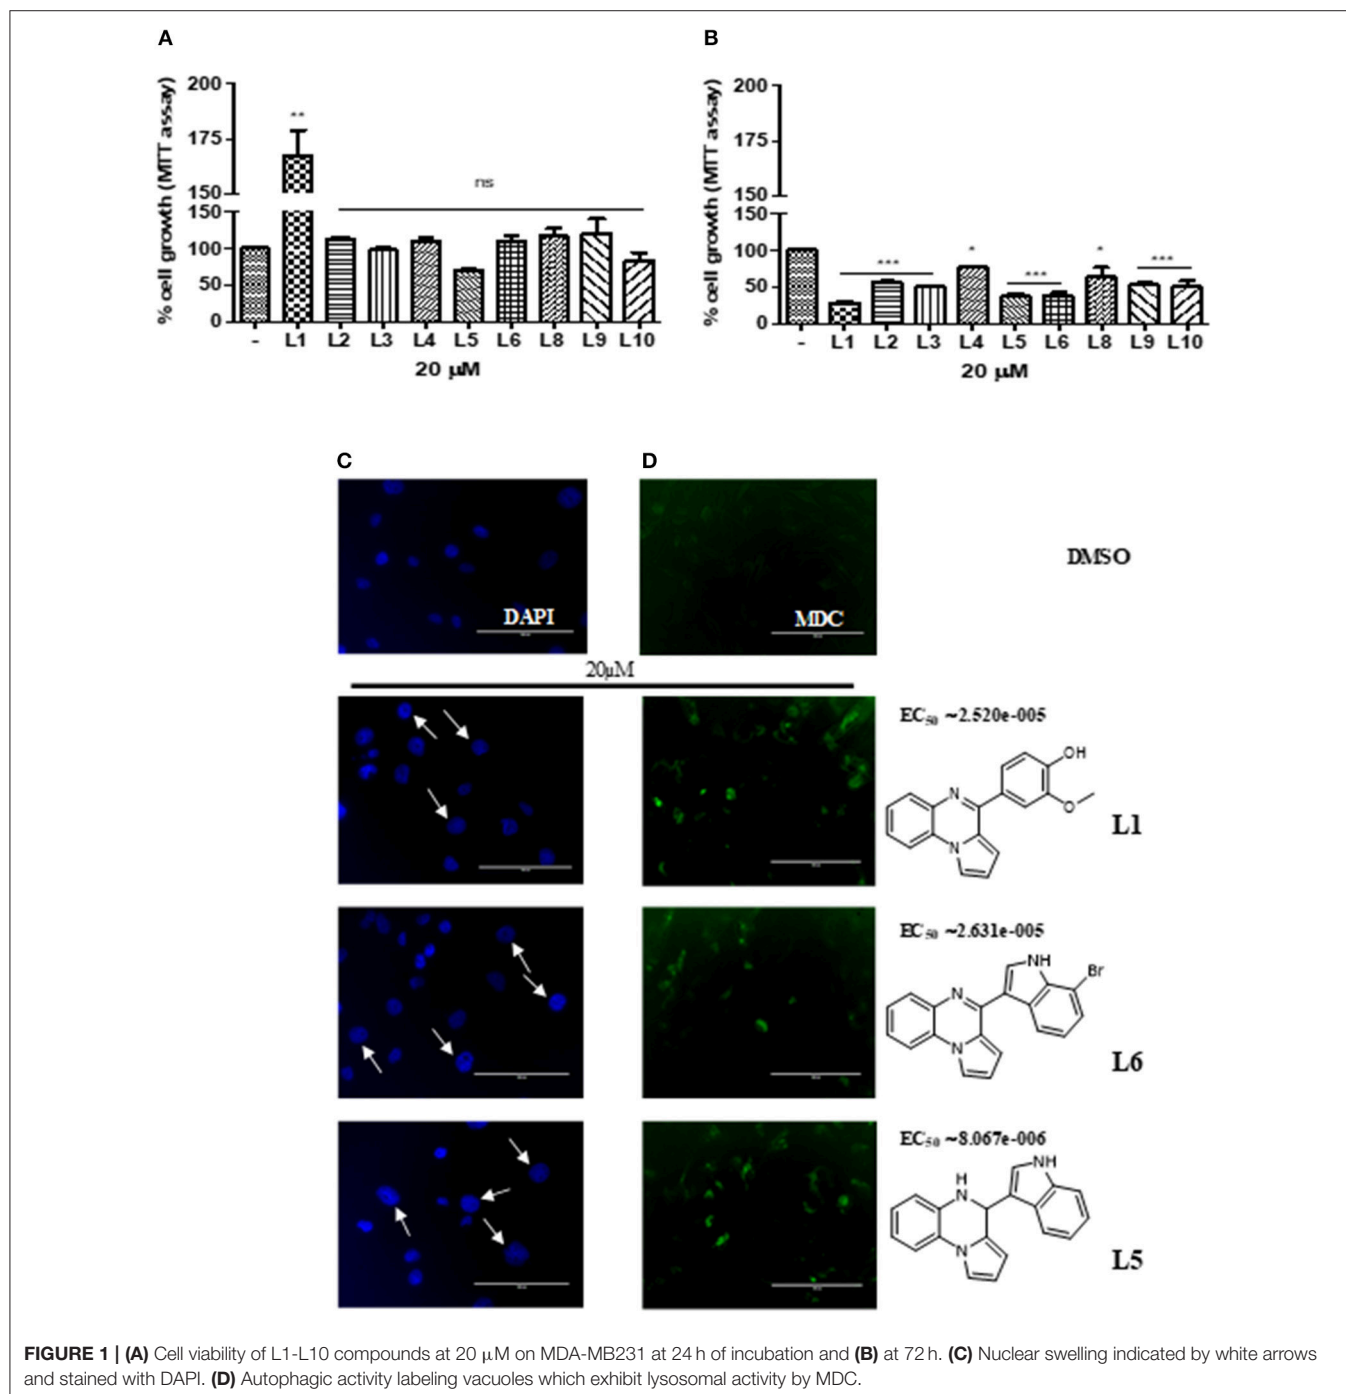 A
B
% cell growth (MTT assay)
200
175
150
150
100
50
0
**
ns
- L1 L2 L3 L4 L5 L6 L8 L9 L10
20 µM
% cell growth (MTT assay)
200
175
150
150
100
50
0
***
*
***
*
***
- L1 L2 L3 L4 L5 L6 L8 L9 L10
20 µM
C
D
DAPI
MDC
DMSO
20µM
EC50 ~2.520e-005
N
N
OH
O
L1
EC50 ~2.631e-005
N
N
NH
Br
L6
EC50 ~8.067e-006
H
N
N
NH
L5
FIGURE 1 | (A) Cell viability of L1-L10 compounds at 20 µM on MDA-MB231 at 24 h of incubation and (B) at 72 h. (C) Nuclear swelling indicated by white arrows
and stained with DAPI. (D) Autophagic activity labeling vacuoles which exhibit lysosomal activity by MDC.